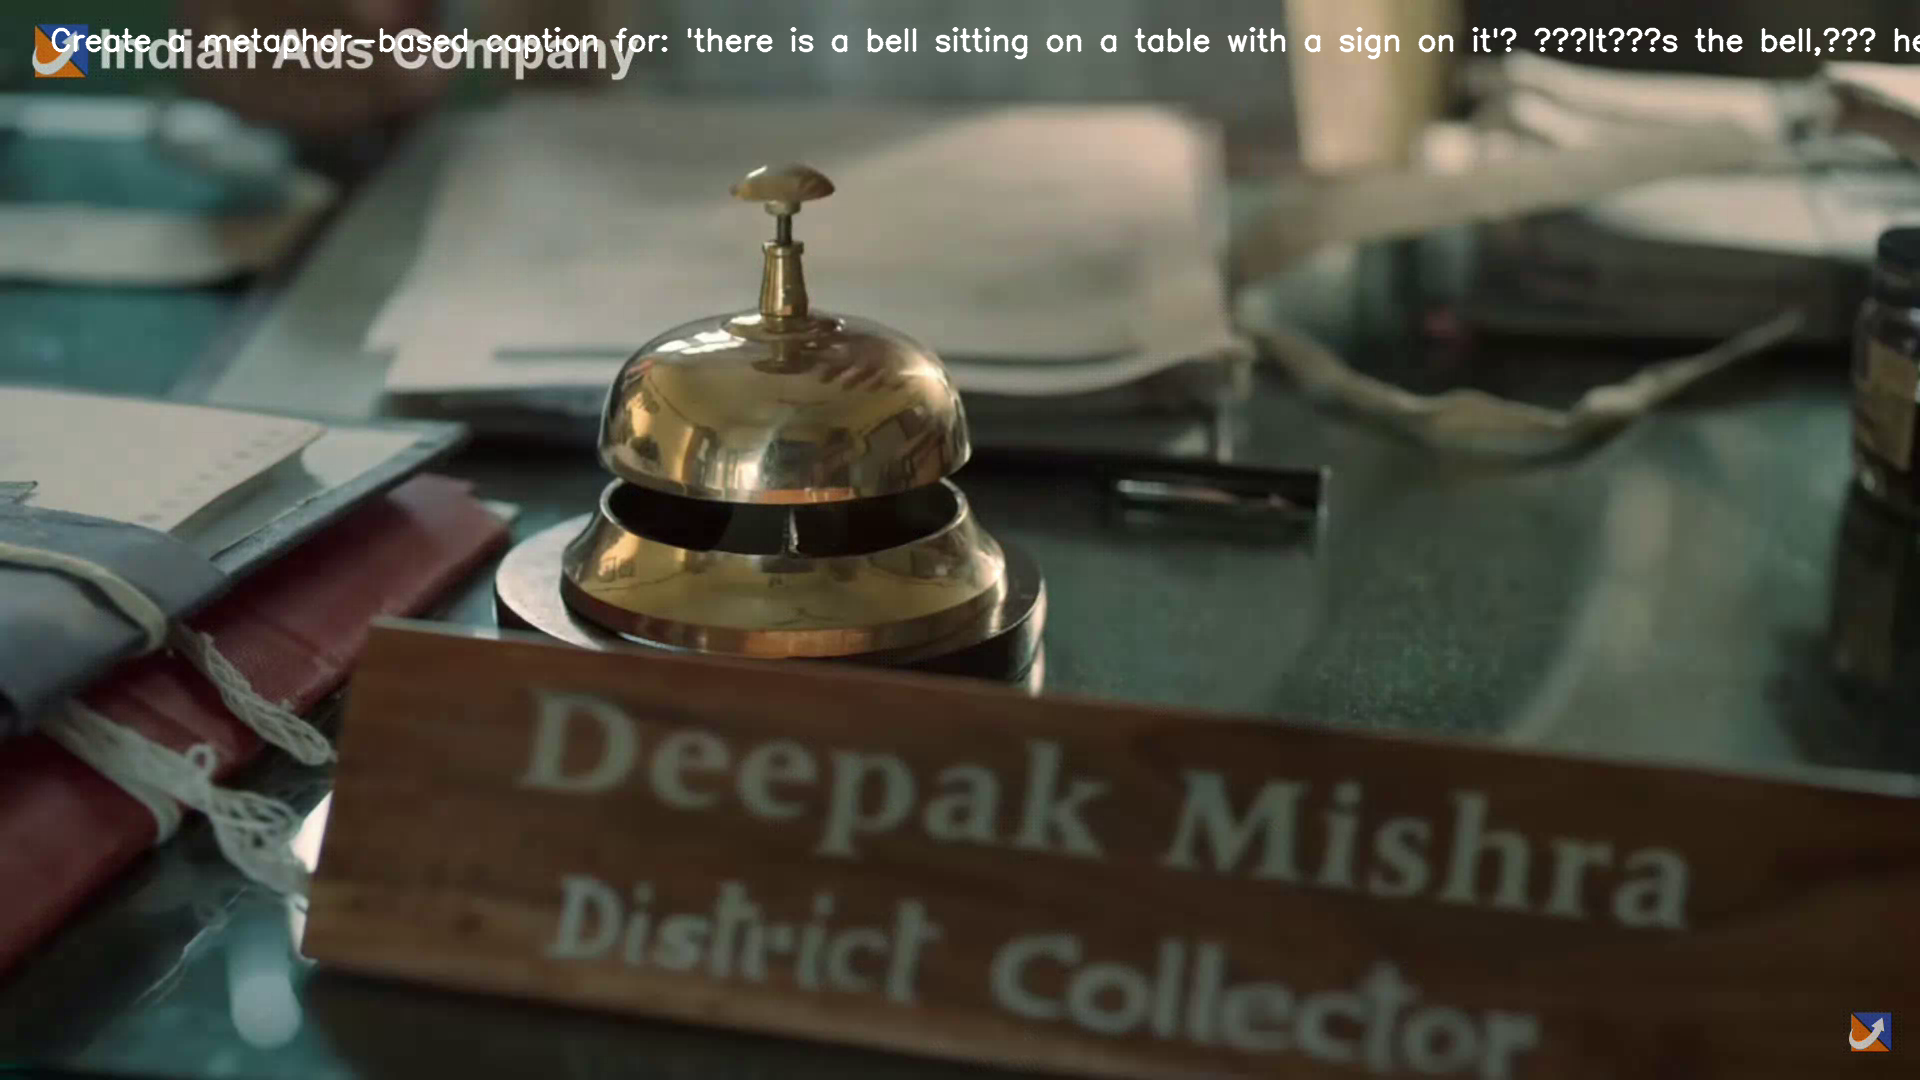 Create a metaphor-based caption for: 'there is a bell sitting on a table with a sign on it'? ???It???s the bell,??? he
Indian Ads Company
Deepak Mishra
District Collector